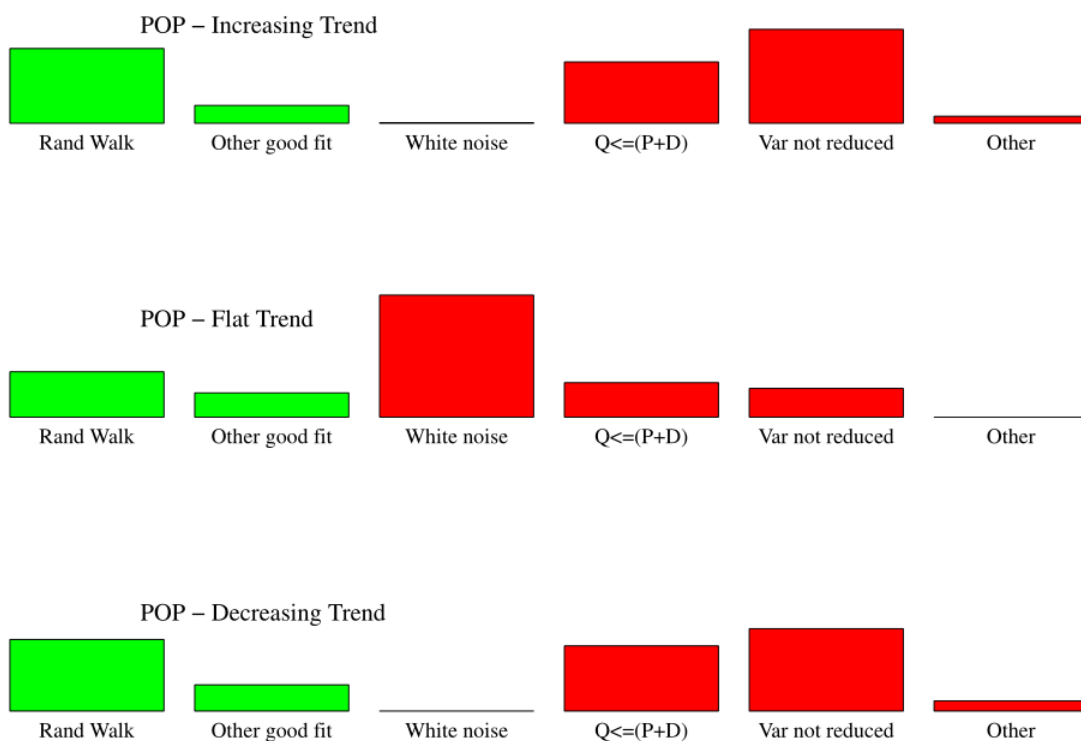 POP – Increasing Trend
Rand Walk Other good fit White noise Q<=(P+D) Var not reduced Other
POP – Flat Trend
Rand Walk Other good fit White noise Q<=(P+D) Var not reduced Other
POP – Decreasing Trend
Rand Walk Other good fit White noise Q<=(P+D) Var not reduced Other